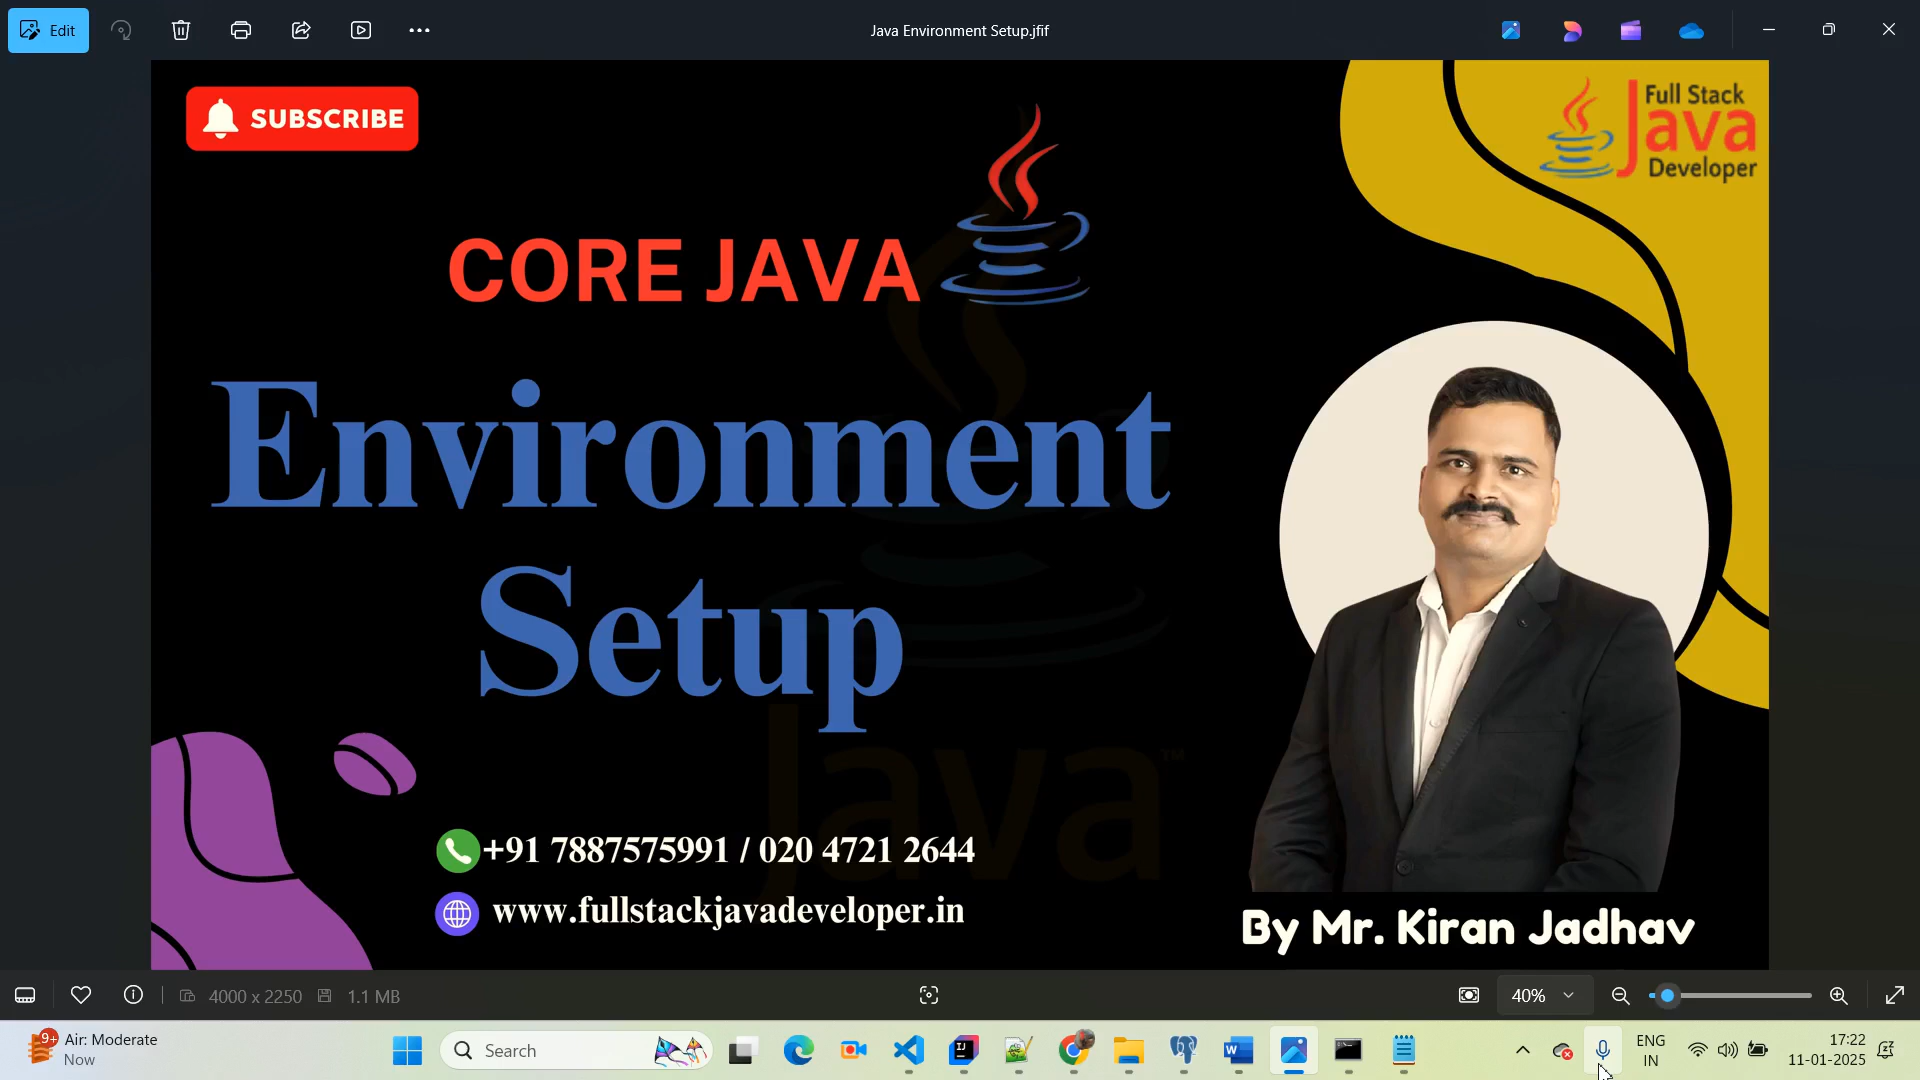 Edit
Java Environment Setup.jfif
SUBSCRIBE
Full Stack
Java
Developer
CORE JAVA
Environment
Setup
Java™
+91 7887575991 / 020 4721 2644
www.fullstackjavadeveloper.in
By Mr. Kiran Jadhav
4000 x 2250
1.1 MB
40%
9+
Air: Moderate
Now
Search
ENG
IN
17:22
11-01-2025